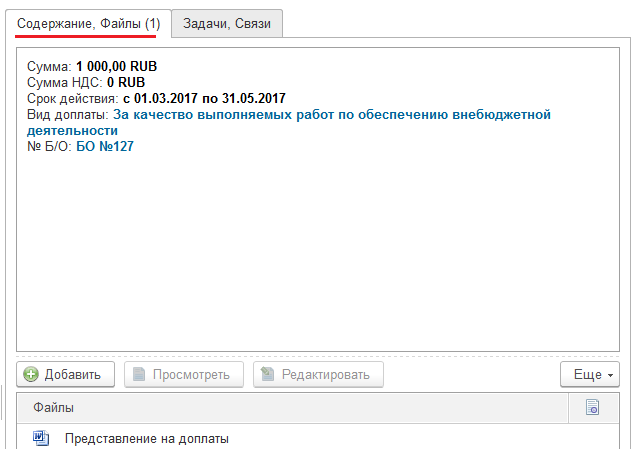 Содержание, Файлы (1)
Задачи, Связи
Сумма: 1 000,00 RUB
Сумма НДС: 0 RUB
Срок действия: с 01.03.2017 по 31.05.2017
Вид доплаты: За качество выполняемых работ по обеспечению внебюджетной
деятельности
№ Б/О: БО №127
Добавить
Просмотреть
Редактировать
Еще
Файлы
Представление на доплаты